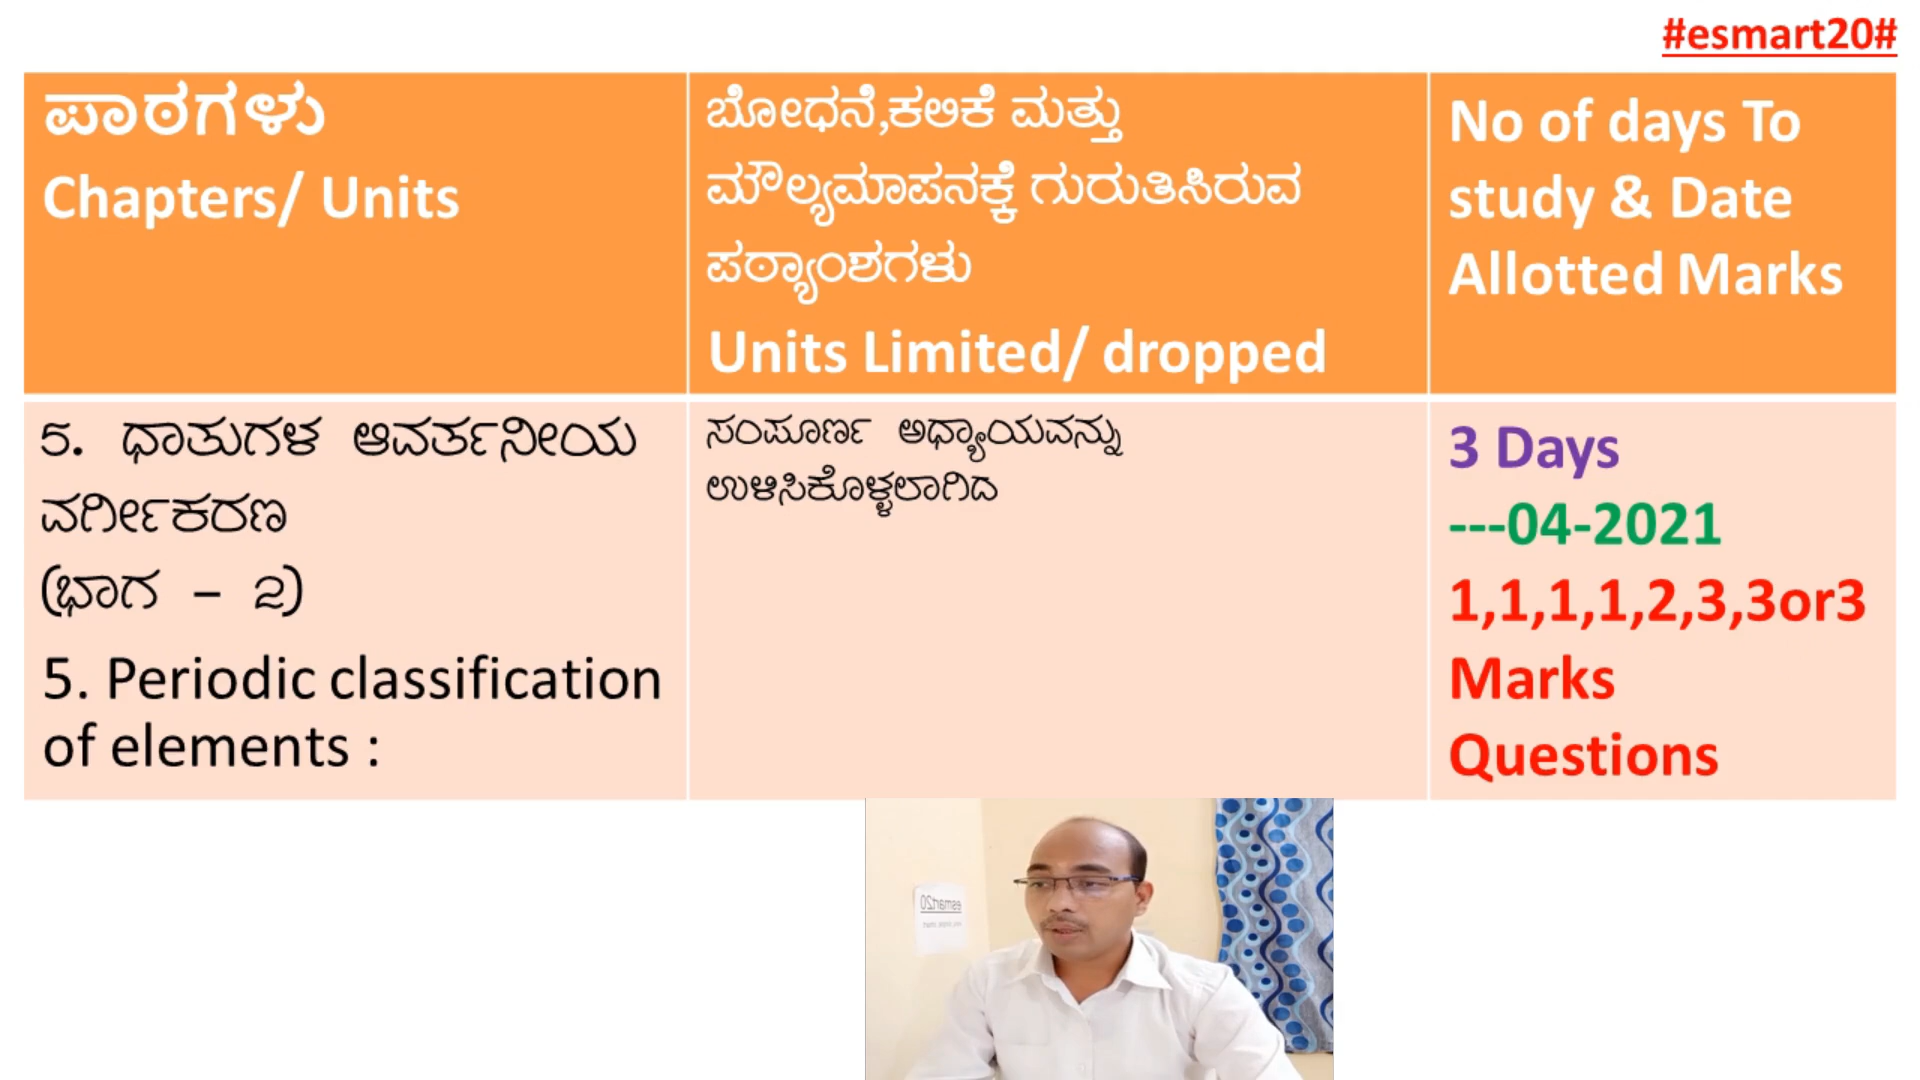 #esmart20#
ಪಾಠಗಳು
Chapters/ Units
ಬೋಧನೆ,ಕಲಿಕೆ ಮತ್ತು
ಮೌಲ್ಯಮಾಪನಕ್ಕೆ ಗುರುತಿಸಿರುವ
ಪಠ್ಯಾಂಶಗಳು
Units Limited/ dropped
No of days To
study & Date
Allotted Marks
5. ಧಾತುಗಳ ಆವರ್ತನೀಯ
ವರ್ಗೀಕರಣ
(ಭಾಗ – ೨)
5. Periodic classification
of elements :
ಸಂಪೂರ್ಣ ಅಧ್ಯಾಯವನ್ನು
ಉಳಿಸಿಕೊಳ್ಳಲಾಗಿದ
3 Days
---04-2021
1,1,1,1,2,3,3or3
Marks
Questions
esmart20